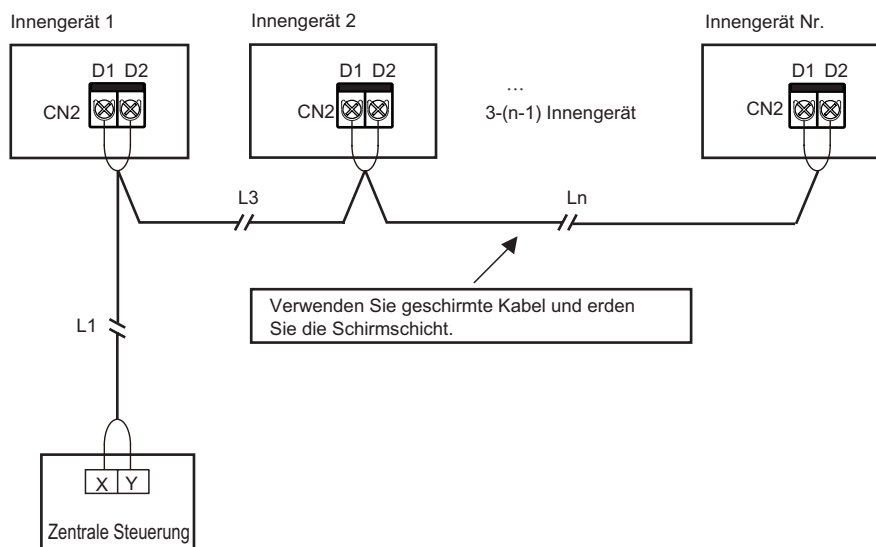 Innengerät 1
Innengerät 2
Innengerät Nr.
D1 D2
D1 D2
D1 D2
CN2
CN2
CN2
...
3-(n-1) Innengerät
L3
Ln
Verwenden Sie geschirmte Kabel und erden
Sie die Schirmschicht.
L1
X Y
Zentrale Steuerung